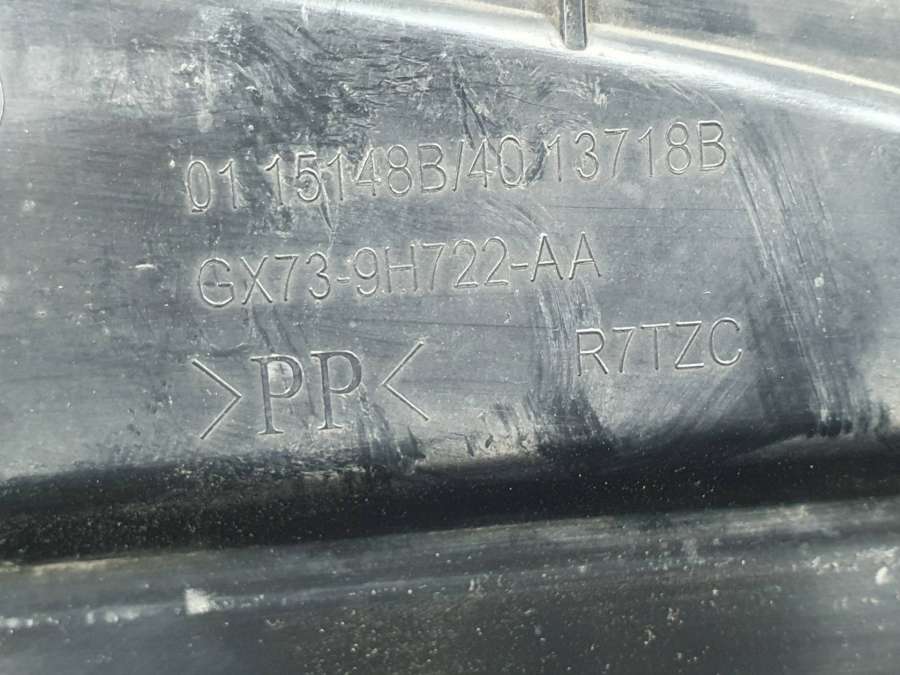 01 15148B/40 13718B
GX73-9H722-AA
>PP< R7TZC